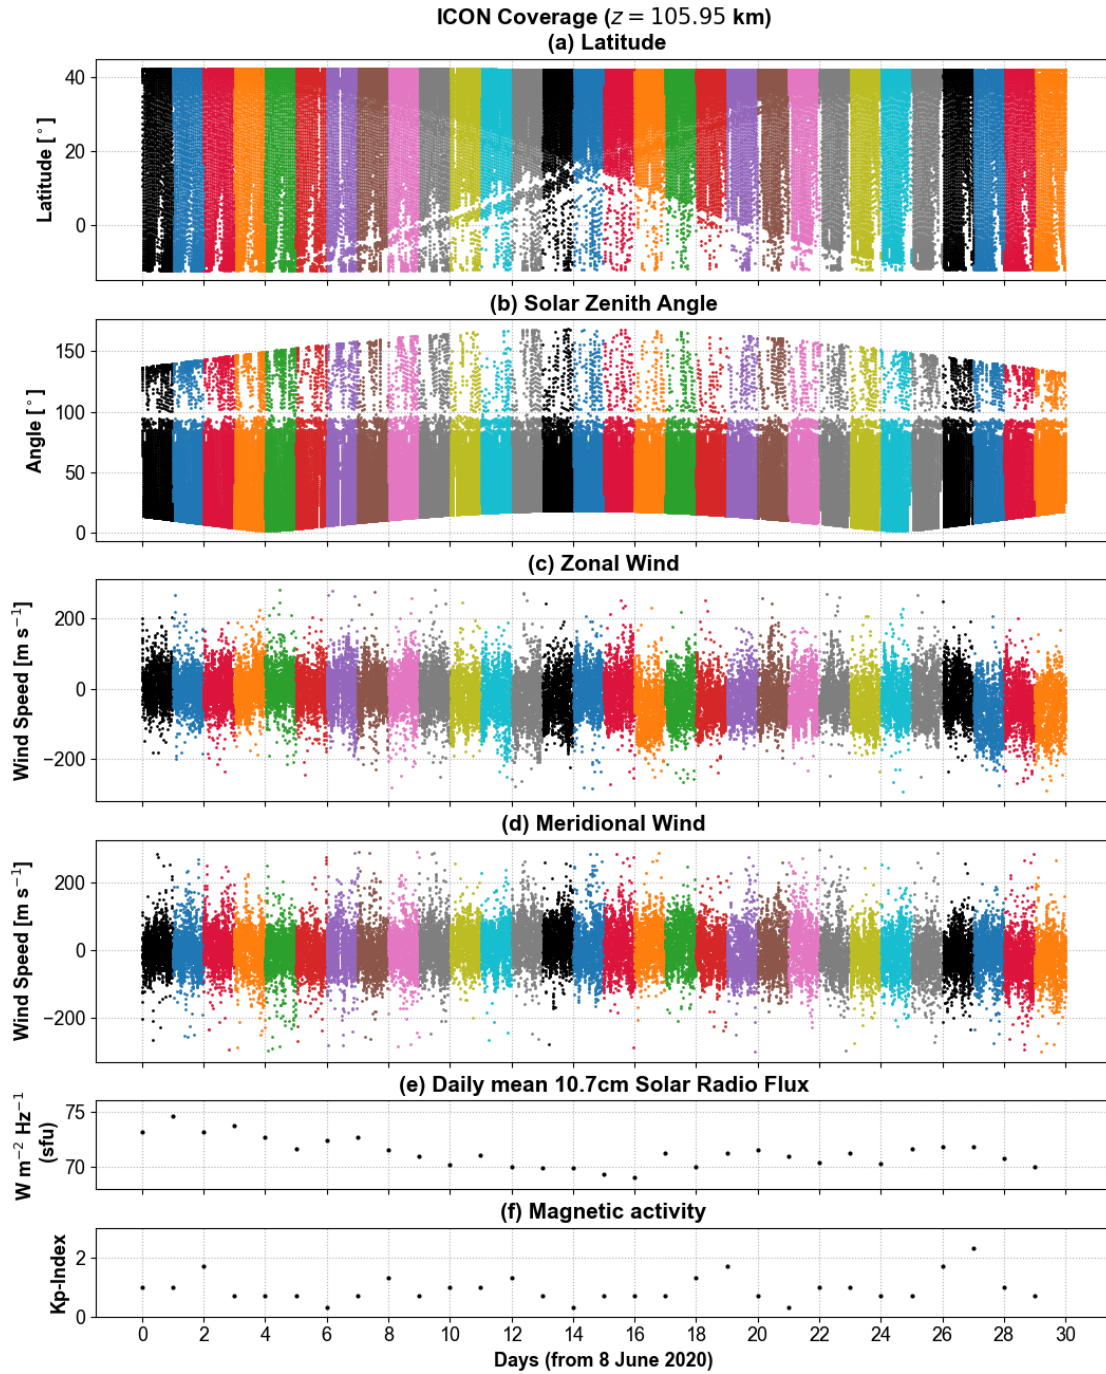 ICON Coverage (z = 105.95 km)
(a) Latitude
Latitude [°]
40
20
0
(b) Solar Zenith Angle
Angle [°]
150
100
50
0
(c) Zonal Wind
Wind Speed [m s⁻¹]
200
0
−200
(d) Meridional Wind
Wind Speed [m s⁻¹]
200
0
−200
(e) Daily mean 10.7cm Solar Radio Flux
W m⁻² Hz⁻¹
(sfu)
75
70
(f) Magnetic activity
Kp-Index
2
0
0 2 4 6 8 10 12 14 16 18 20 22 24 26 28 30
Days (from 8 June 2020)